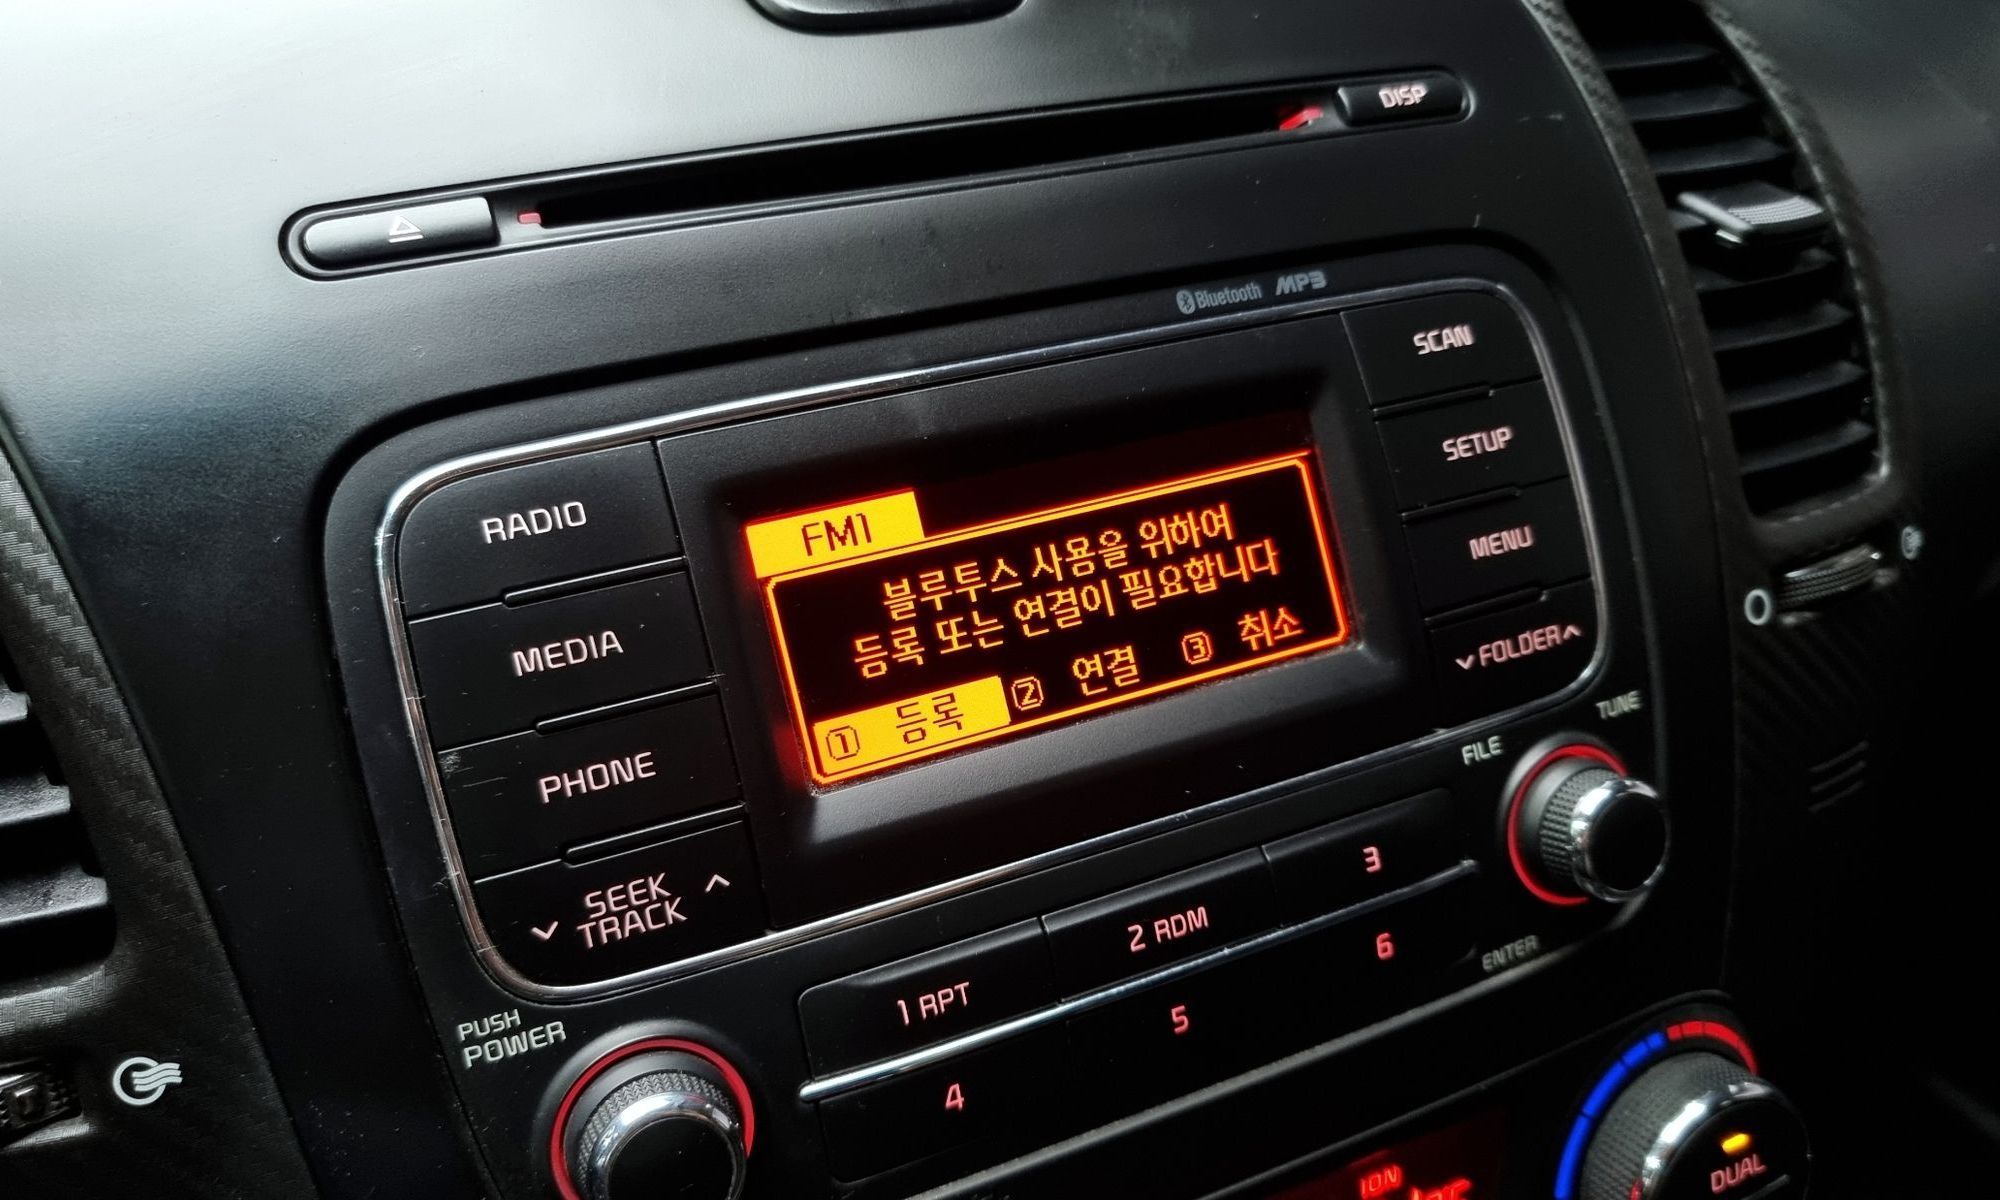 DISP
Bluetooth MP3
SCAN
RADIO
SETUP
FM1
블루투스 사용을 위하여
등록 또는 연결이 필요합니다
1 등록 2 연결 3 취소
MEDIA
MENU
PHONE
FOLDER
SEEK
TRACK
TUNE
FILE
1 RPT
2 RDM
3
4
5
6
ENTER
PUSH
POWER
DUAL
ION